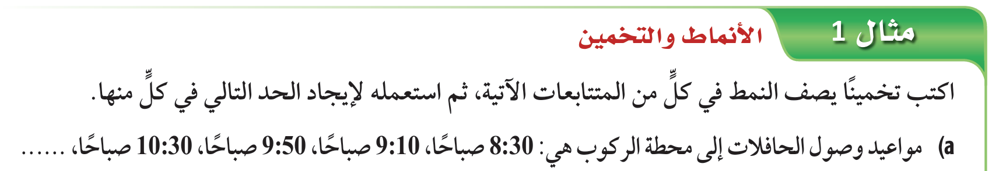 مثال 1
الأنماط والتخمين
اكتب تخمينًا يصف النمط في كلٍّ من المتتابعات الآتية، ثم استعمله لإيجاد الحد التالي في كلٍّ منها.
a) مواعيد وصول الحافلات إلى محطة الركوب هي: 8:30 صباحًا، 9:10 صباحًا، 9:50 صباحًا، 10:30 صباحًا، ......